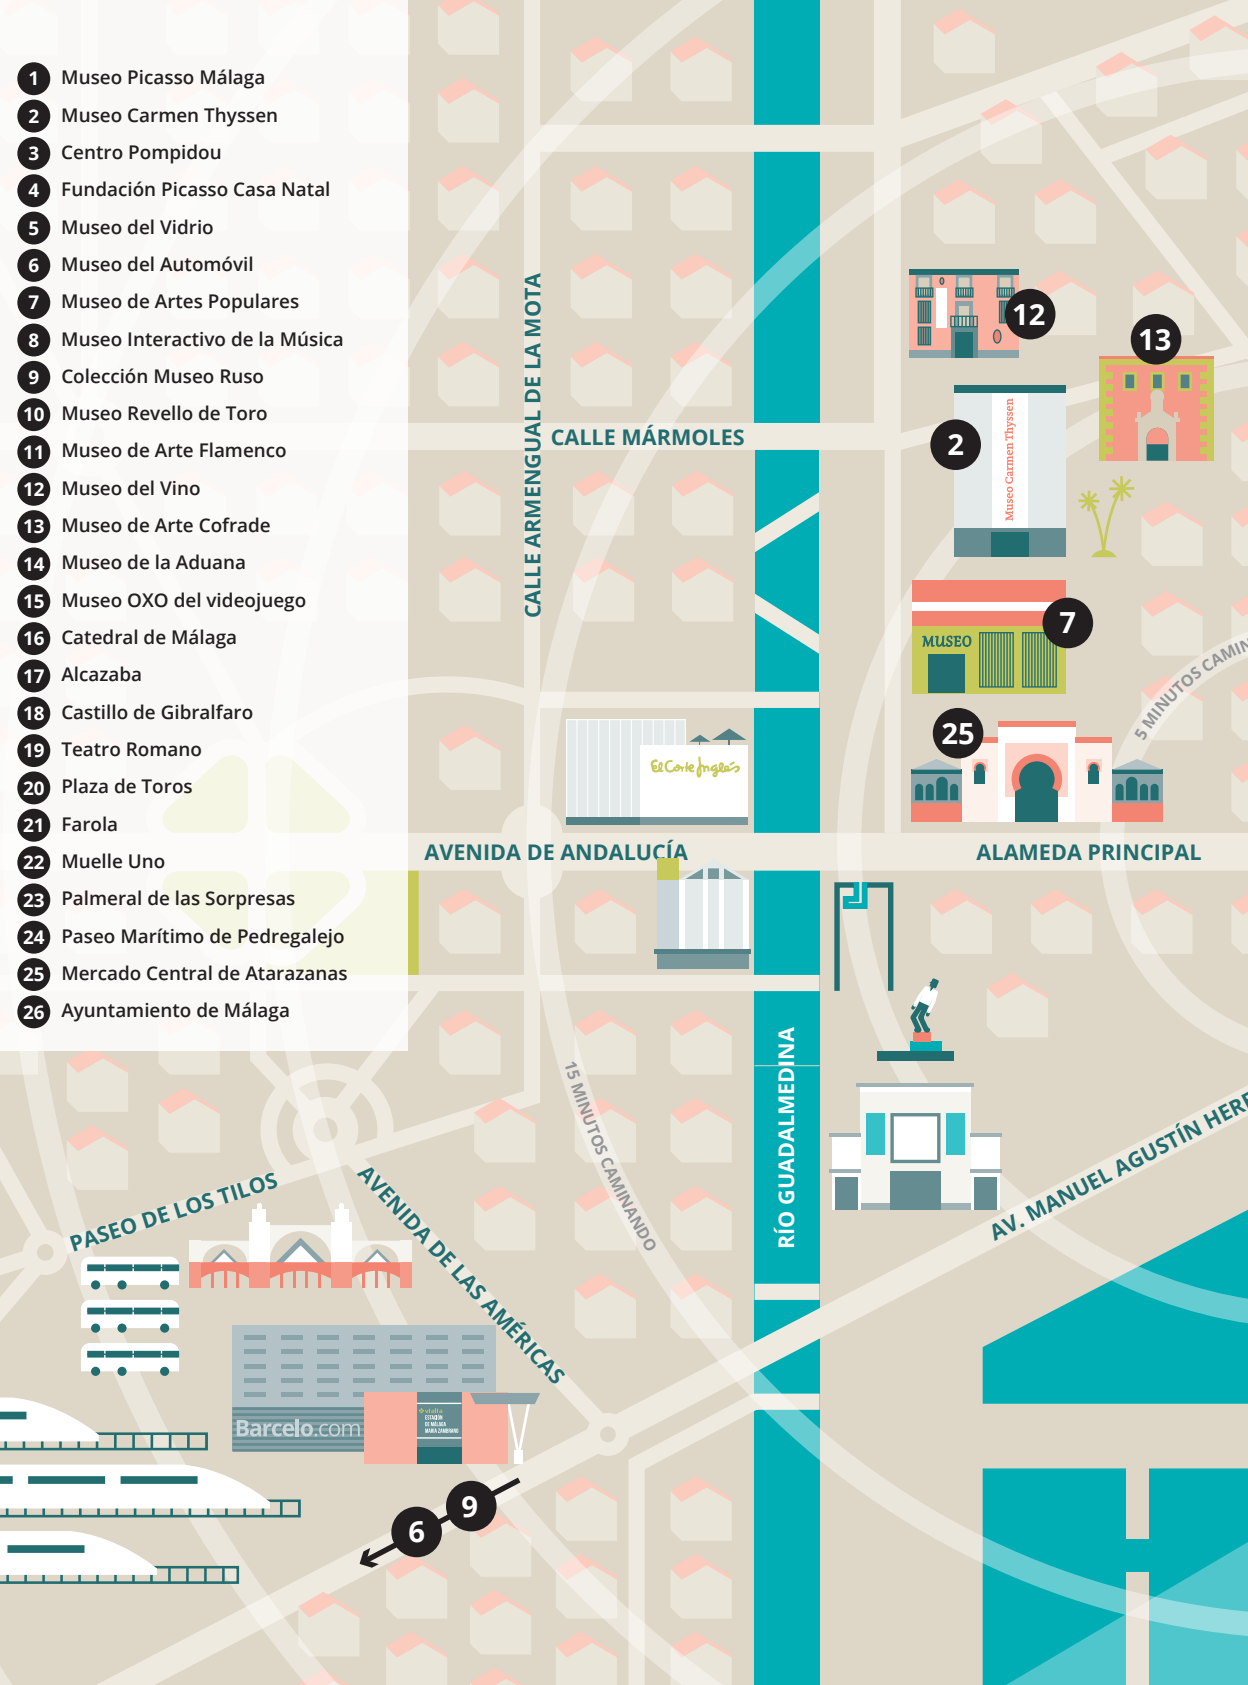 1 Museo Picasso Málaga
2 Museo Carmen Thyssen
3 Centro Pompidou
4 Fundación Picasso Casa Natal
5 Museo del Vidrio
6 Museo del Automóvil
7 Museo de Artes Populares
8 Museo Interactivo de la Música
9 Colección Museo Ruso
10 Museo Revello de Toro
11 Museo de Arte Flamenco
12 Museo del Vino
13 Museo de Arte Cofrade
14 Museo de la Aduana
15 Museo OXO del videojuego
16 Catedral de Málaga
17 Alcazaba
18 Castillo de Gibralfaro
19 Teatro Romano
20 Plaza de Toros
21 Farola
22 Muelle Uno
23 Palmeral de las Sorpresas
24 Paseo Marítimo de Pedregalejo
25 Mercado Central de Atarazanas
26 Ayuntamiento de Málaga
CALLE ARMENGUAL DE LA MOTA
CALLE MÁRMOLES
12
13
2
Museo Carmen Thyssen
7
MUSEO
5 MINUTOS CAMIN
25
El Corte Inglés
AVENIDA DE ANDALUCÍA
ALAMEDA PRINCIPAL
RÍO GUADALMEDINA
15 MINUTOS CAMINANDO
AV. MANUEL AGUSTÍN HERE
PASEO DE LOS TILOS
AVENIDA DE LAS AMÉRICAS
Barcelo.com
vialia
ESTACIÓN
DE MÁLAGA
MARÍA ZAMBRANO
9
6